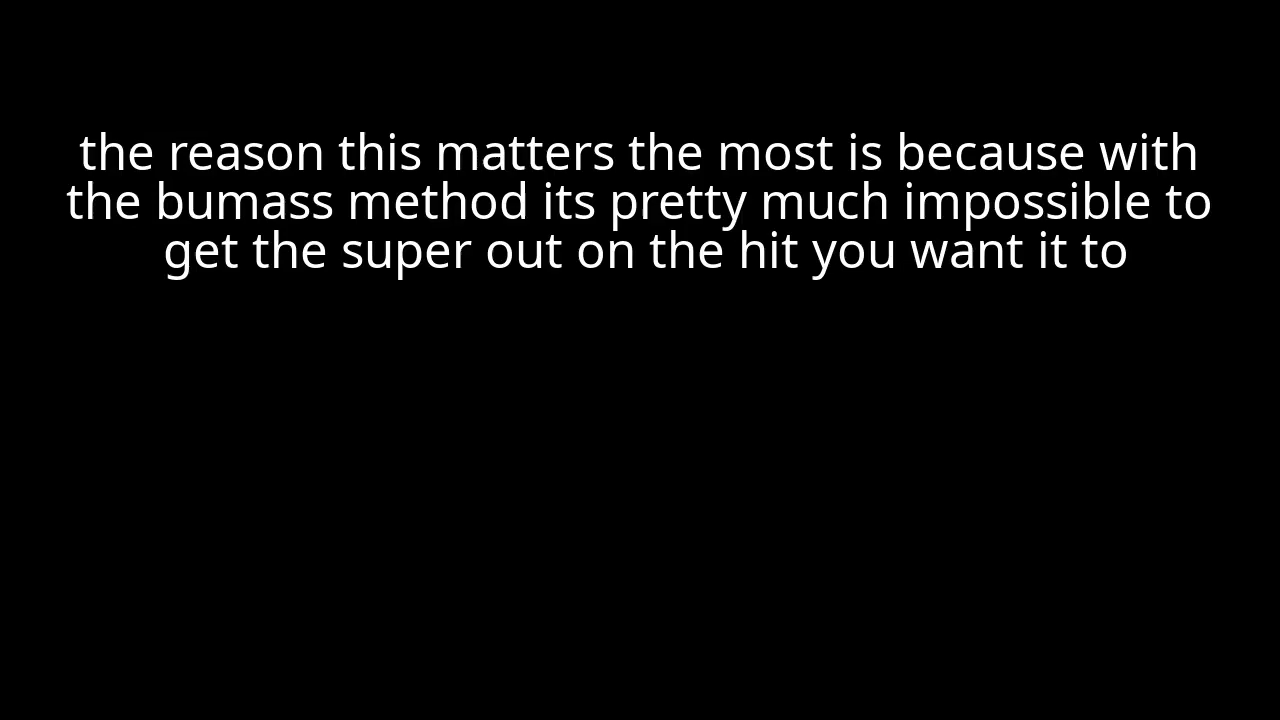 the reason this matters the most is because with
the bumass method its pretty much impossible to
get the super out on the hit you want it to